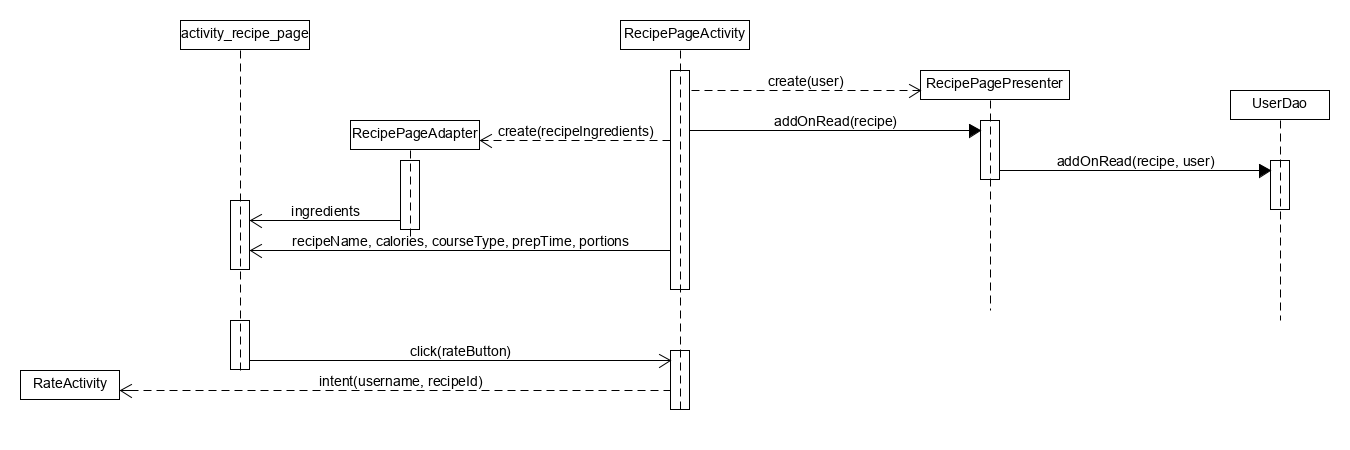 activity_recipe_page
RecipePageActivity
create(user)
RecipePagePresenter
UserDao
addOnRead(recipe)
RecipePageAdapter
create(recipeIngredients)
addOnRead(recipe, user)
ingredients
recipeName, calories, courseType, prepTime, portions
click(rateButton)
RateActivity
intent(username, recipeId)